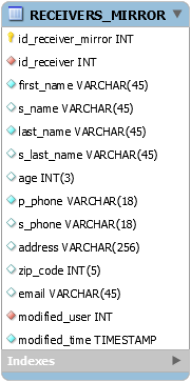 RECEIVERS_MIRROR
id_receiver_mirror INT
id_receiver INT
first_name VARCHAR(45)
s_name VARCHAR(45)
last_name VARCHAR(45)
s_last_name VARCHAR(45)
age INT(3)
p_phone VARCHAR(18)
s_phone VARCHAR(18)
address VARCHAR(256)
zip_code INT(5)
email VARCHAR(45)
modified_user INT
modified_time TIMESTAMP
Indexes